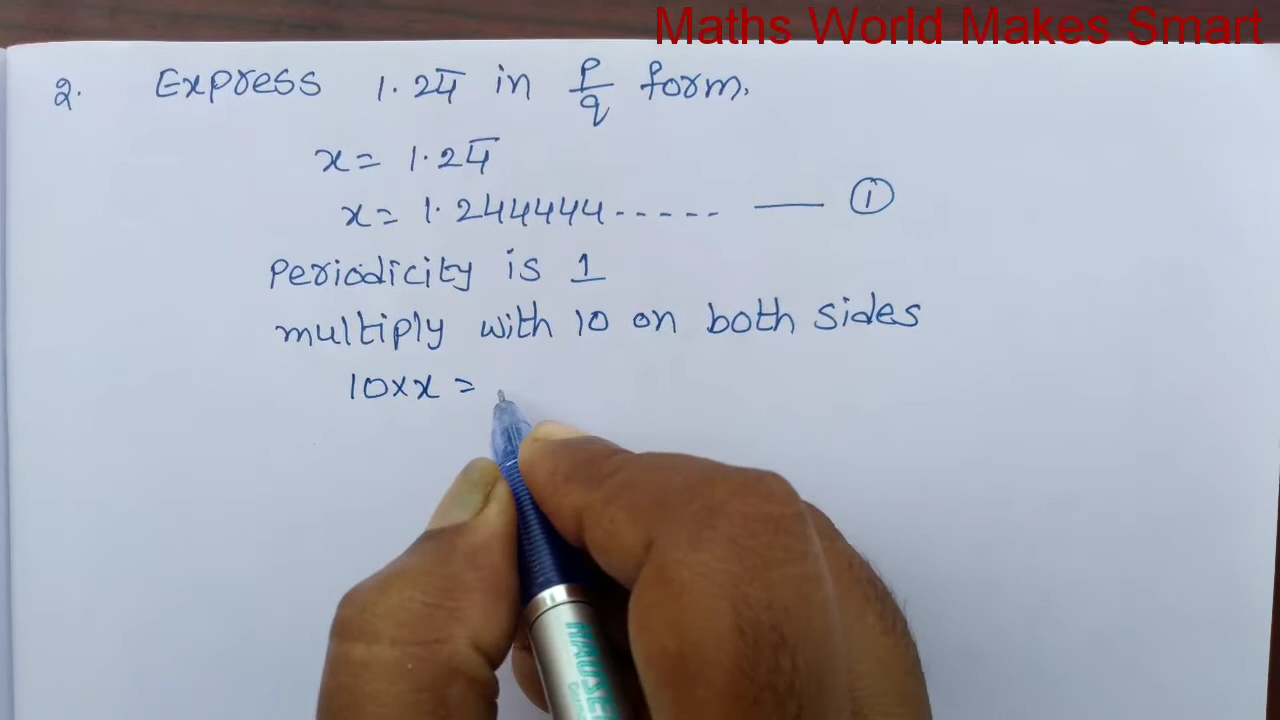 Maths World Makes Smart
2. Express 1.24̅ in p/q form.
x = 1.24̅
x = 1.244444----- —— ①
Periodicity is 1
multiply with 10 on both sides
10×x =